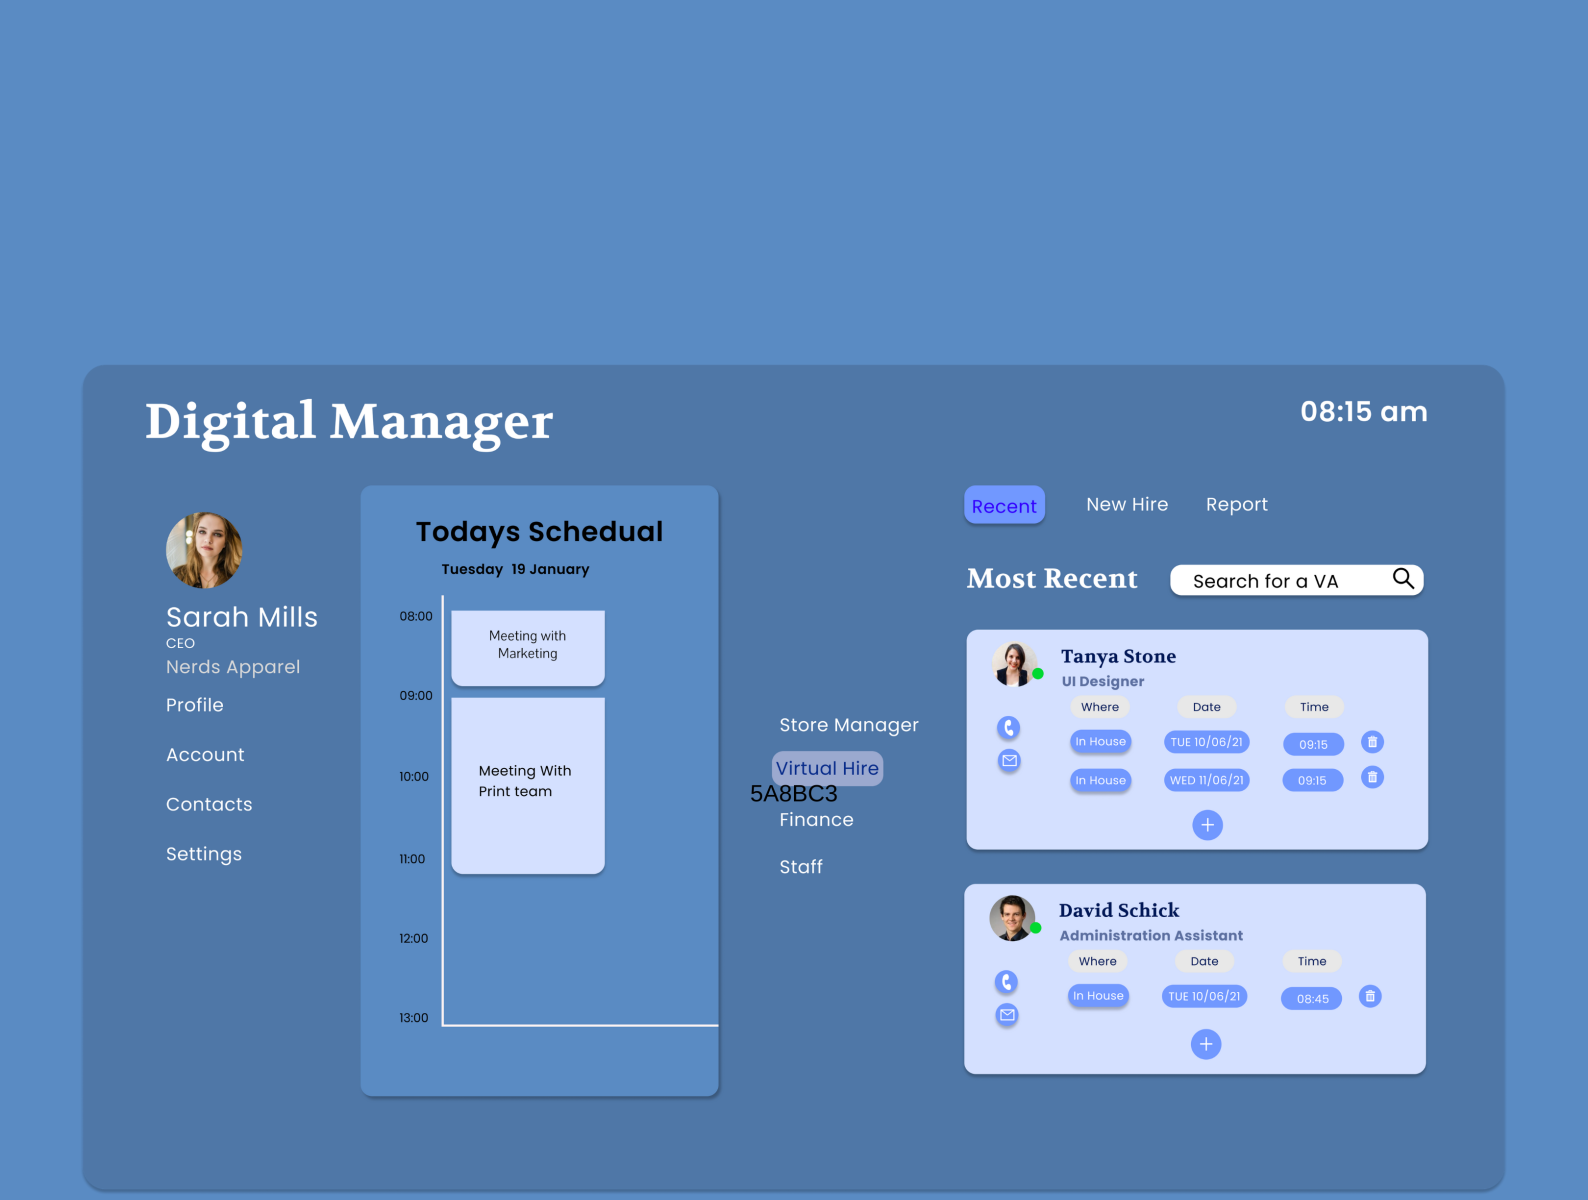 Digital Manager
08:15 am
Sarah Mills
CEO
Nerds Apparel
Profile
Account
Contacts
Settings
Todays Schedual
Tuesday 19 January
08:00
Meeting with
Marketing
09:00
10:00
Meeting With
Print team
11:00
12:00
13:00
Store Manager
Virtual Hire
5A8BC3
Finance
Staff
Recent
New Hire
Report
Most Recent
Search for a VA
Tanya Stone
UI Designer
Where Date Time
In House TUE 10/06/21 09:15
In House WED 11/06/21 09:15
David Schick
Administration Assistant
Where Date Time
In House TUE 10/06/21 08:45